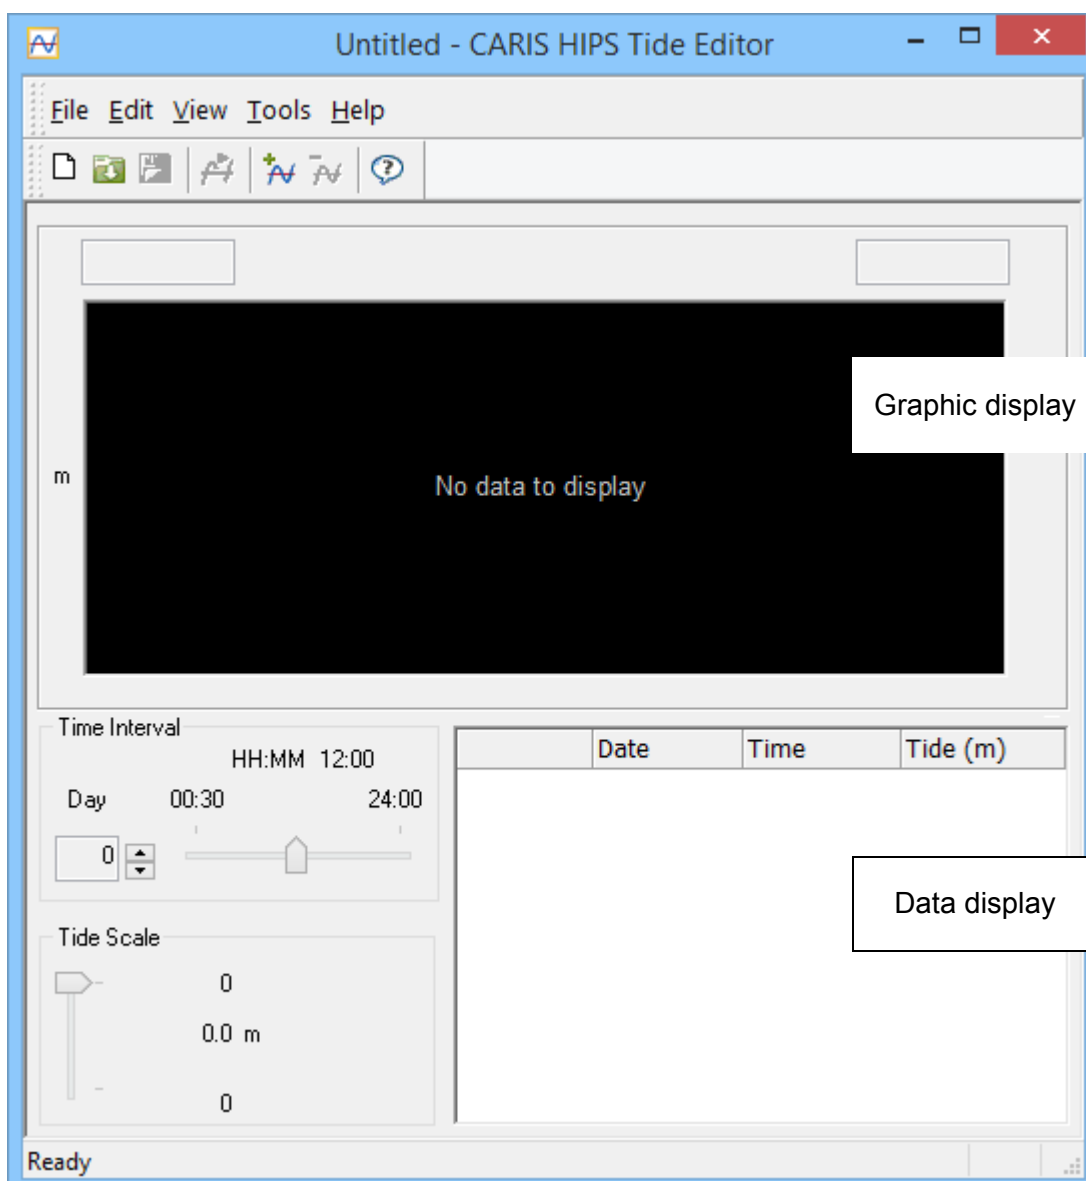 Untitled - CARIS HIPS Tide Editor
File Edit View Tools Help
Graphic display
m
No data to display
Time Interval
HH:MM 12:00
Day 00:30 24:00
0
Date Time Tide (m)
Data display
Tide Scale
0
0.0 m
0
Ready